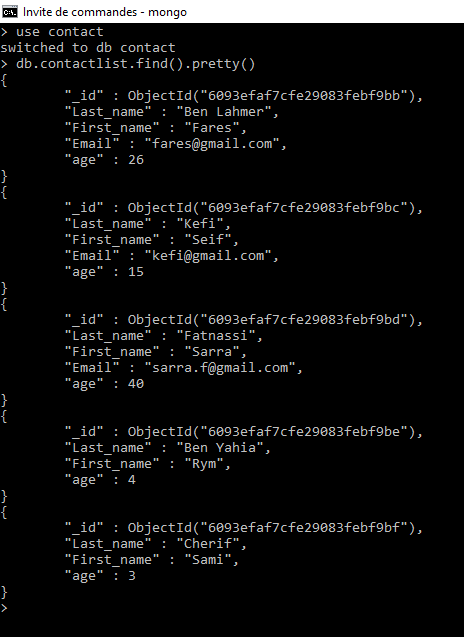 Invite de commandes - mongo
> use contact
switched to db contact
> db.contactlist.find().pretty()
{
        "_id" : ObjectId("6093efaf7cfe29083febf9bb"),
        "Last_name" : "Ben Lahmer",
        "First_name" : "Fares",
        "Email" : "fares@gmail.com",
        "age" : 26
}
{
        "_id" : ObjectId("6093efaf7cfe29083febf9bc"),
        "Last_name" : "Kefi",
        "First_name" : "Seif",
        "Email" : "kefi@gmail.com",
        "age" : 15
}
{
        "_id" : ObjectId("6093efaf7cfe29083febf9bd"),
        "Last_name" : "Fatnassi",
        "First_name" : "Sarra",
        "Email" : "sarra.f@gmail.com",
        "age" : 40
}
{
        "_id" : ObjectId("6093efaf7cfe29083febf9be"),
        "Last_name" : "Ben Yahia",
        "First_name" : "Rym",
        "age" : 4
}
{
        "_id" : ObjectId("6093efaf7cfe29083febf9bf"),
        "Last_name" : "Cherif",
        "First_name" : "Sami",
        "age" : 3
}
>